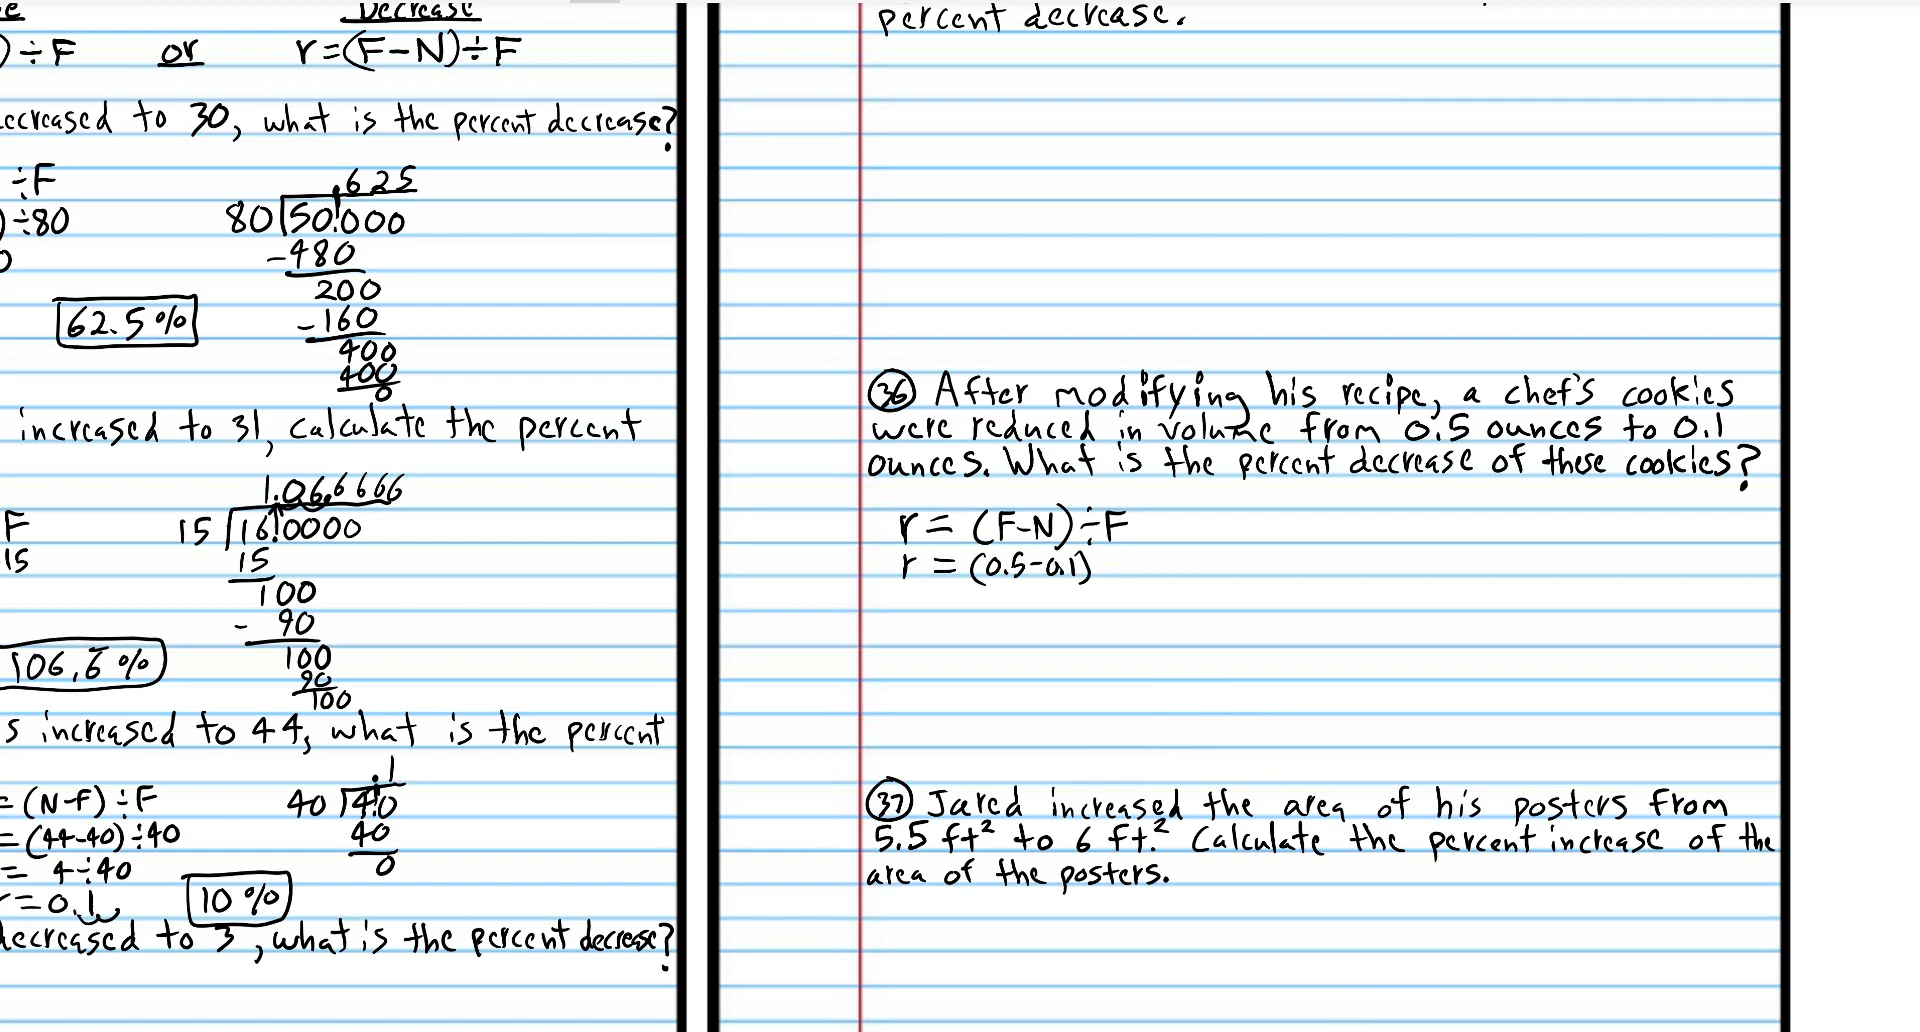 Decrease
) ÷ F or r = (F-N) ÷ F
ecreased to 30, what is the percent decrease?
÷F
) ÷80
.625
80 50.000
-480
200
-160
400
400
0
62.5%
increased to 31, calculate the percent
F
15
1.066666
15 16.0000
15
100
- 90
100
90
100
106.6̅%
s increased to 44, what is the percent
= (N-F) ÷ F
= (44-40) ÷ 40
= 4 ÷ 40
r = 0.1
.1
40 4.0
40
0
10%
decreased to 3, what is the percent decrease?
percent decrease.
36 After modifying his recipe, a chef's cookies
were reduced in volume from 0.5 ounces to 0.1
ounces. What is the percent decrease of these cookies?
r = (F-N) ÷ F
r = (0.5-0.1)
37 Jared increased the area of his posters from
5.5 ft² to 6 ft.² Calculate the percent increase of the
area of the posters.